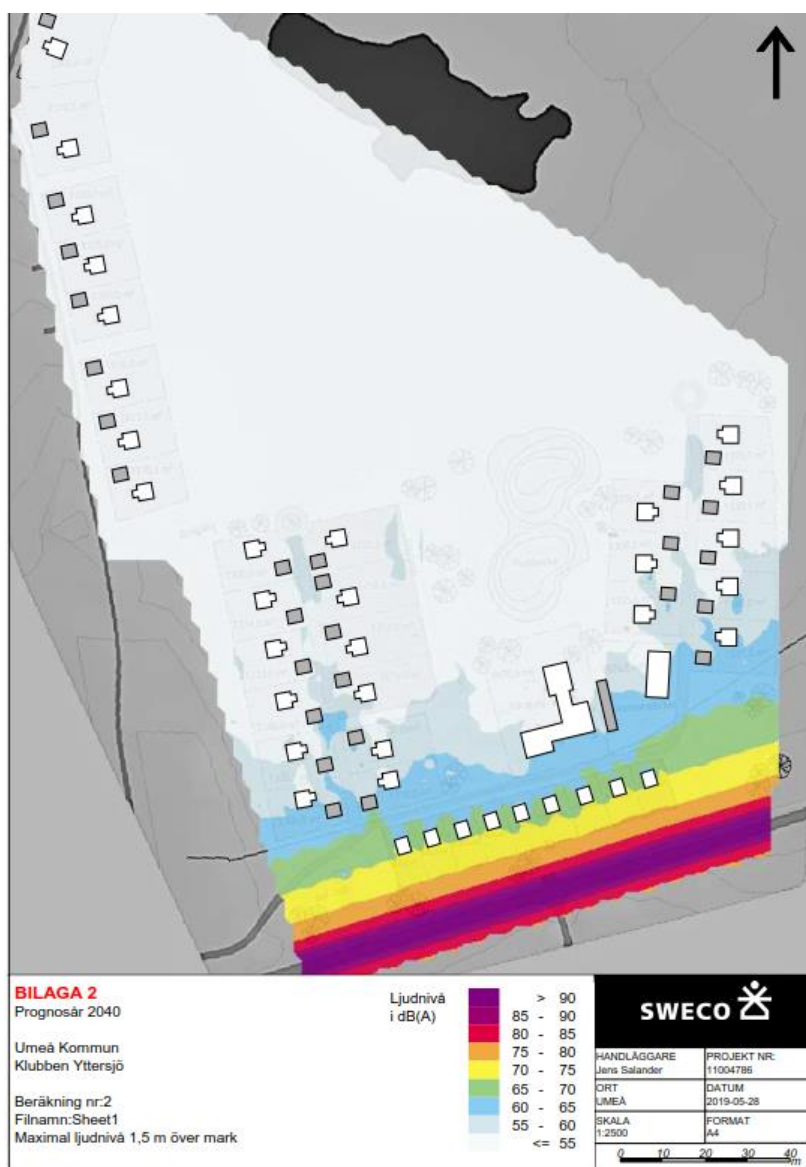 BILAGA 2
Prognosår 2040
Umeå Kommun
Klubben Yttersjö
Beräkning nr:2
Filnamn:Sheet1
Maximal ljudnivå 1,5 m över mark
Ljudnivå
i dB(A)
> 90
85 - 90
80 - 85
75 - 80
70 - 75
65 - 70
60 - 65
55 - 60
<= 55
SWECO
HANDLÄGGARE
Jens Salander
PROJEKT NR:
11004786
ORT
UMEÅ
DATUM
2019-05-28
SKALA
1:2500
FORMAT
A4
0 10 20 30 40
m